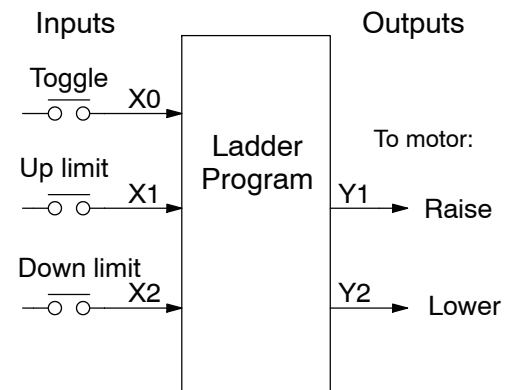 Inputs
Outputs
Toggle
X0
Ladder
Program
To motor:
Up limit
X1
Y1
Raise
Down limit
X2
Y2
Lower